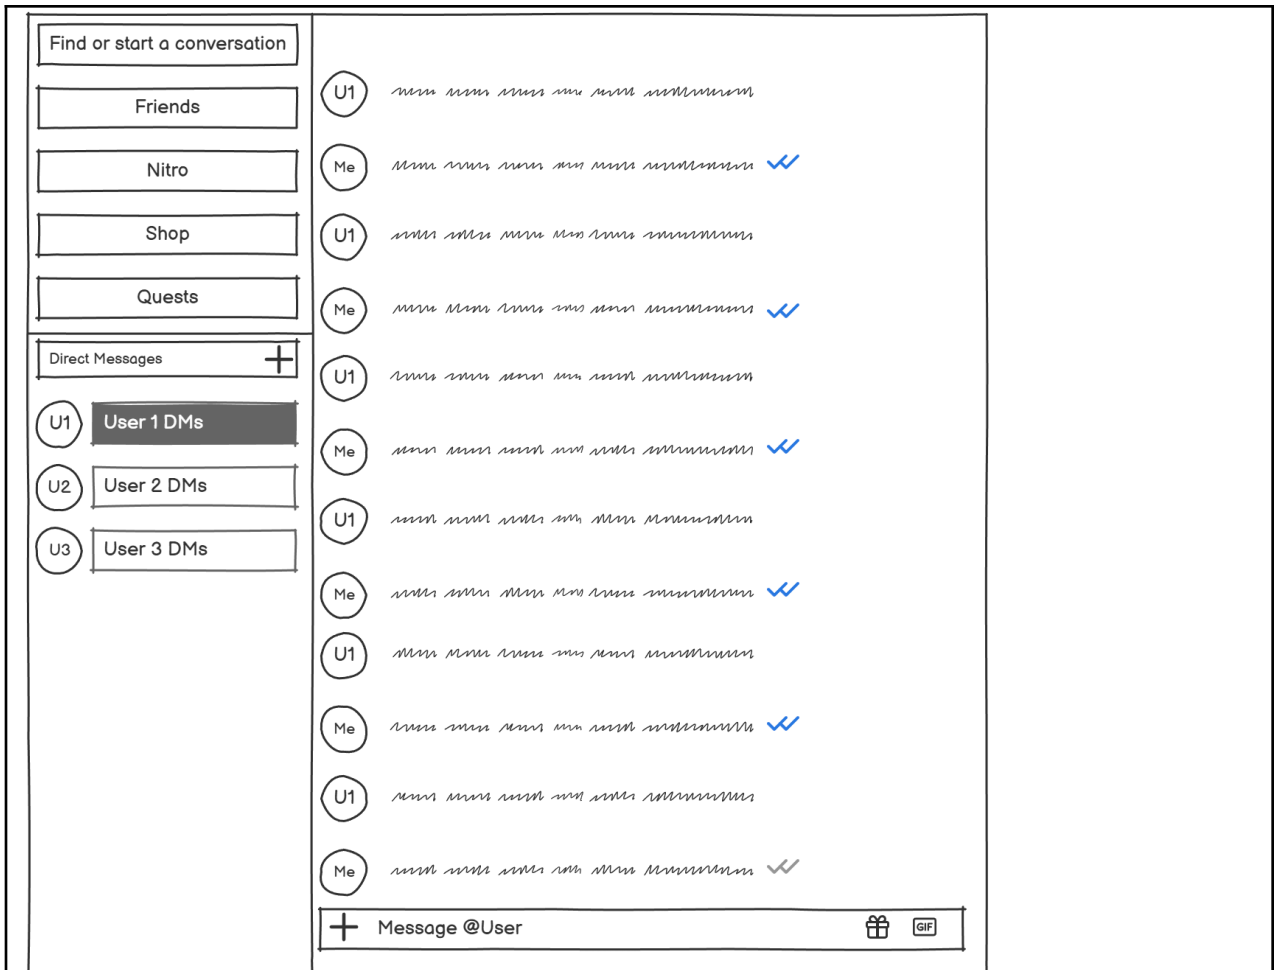 Find or start a conversation
Friends
Nitro
Shop
Quests
Direct Messages
U1 User 1 DMs
U2 User 2 DMs
U3 User 3 DMs
U1
Me
U1
Me
U1
Me
U1
Me
U1
Me
U1
Me
Message @User
GIF